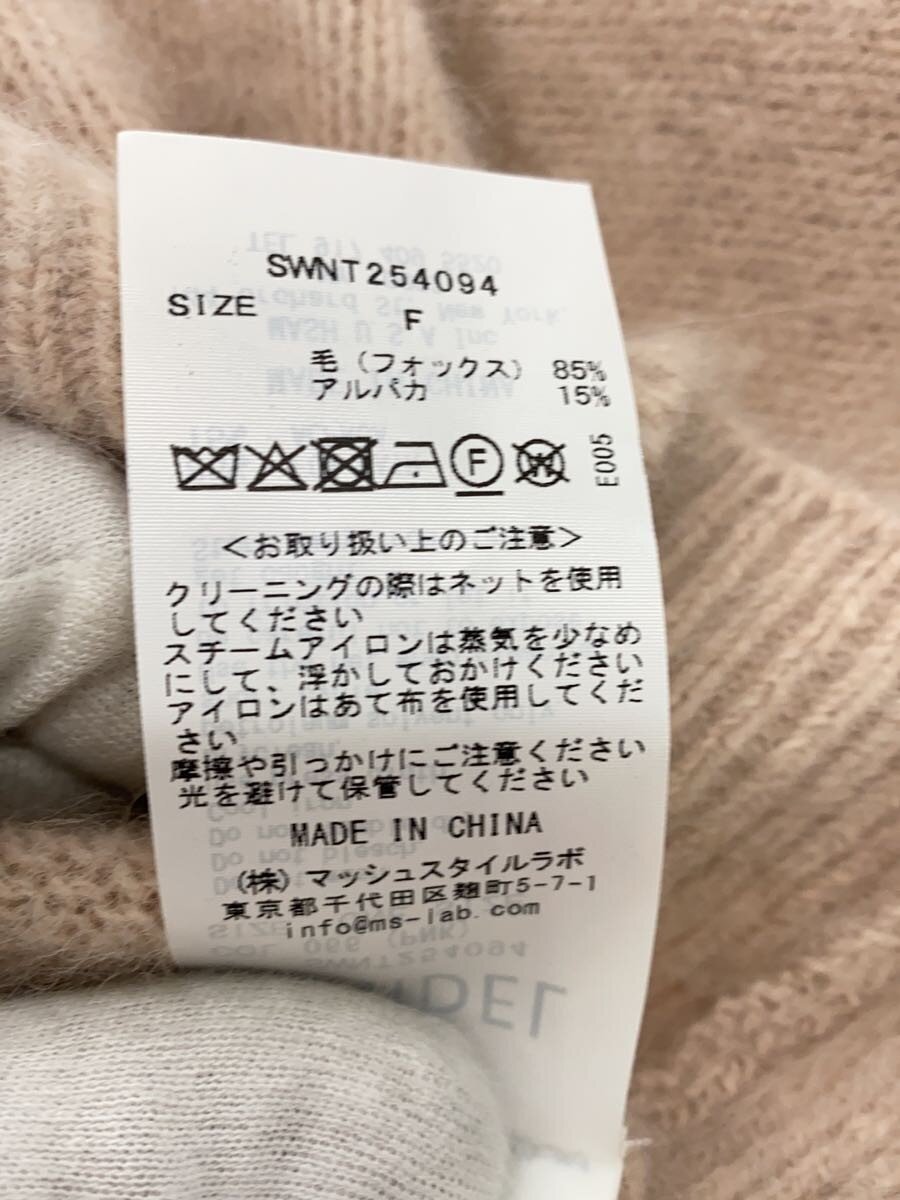 SWNT254094
SIZE F
毛(フォックス) 85%
アルパカ 15%
F W E005
<お取り扱い上のご注意>
クリーニングの際はネットを使用
してください
スチームアイロンは蒸気を少なめ
にして、浮かしておかけください
アイロンはあて布を使用してくだ
さい
摩擦や引っかけにご注意ください
光を避けて保管してください
MADE IN CHINA
(株)マッシュスタイルラボ
東京都千代田区麹町5-7-1
info@ms-lab.com